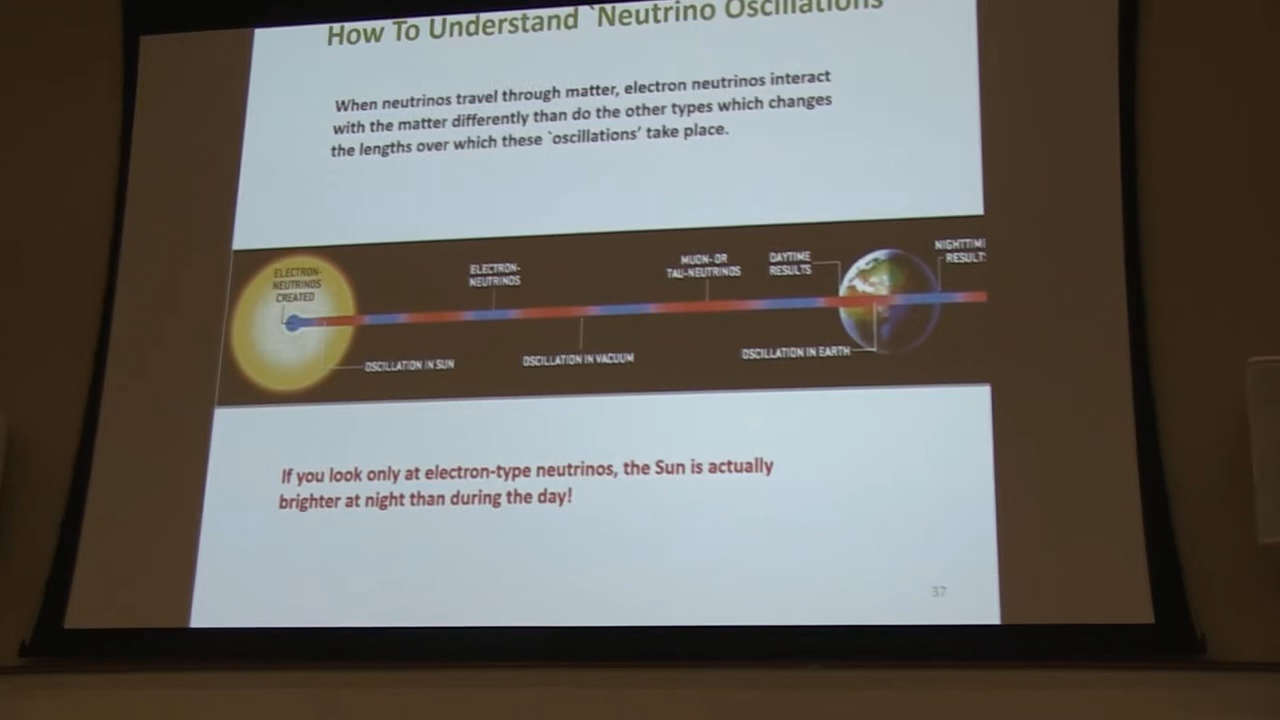 How To Understand `Neutrino Oscillations
When neutrinos travel through matter, electron neutrinos interact
with the matter differently than do the other types which changes
the lengths over which these `oscillations' take place.
ELECTRON-
NEUTRINOS
CREATED
ELECTRON-
NEUTRINOS
MUON- OR
TAU-NEUTRINOS
DAYTIME
RESULTS
NIGHTTIM
RESULT
OSCILLATION IN SUN
OSCILLATION IN VACUUM
OSCILLATION IN EARTH
If you look only at electron-type neutrinos, the Sun is actually
brighter at night than during the day!
37